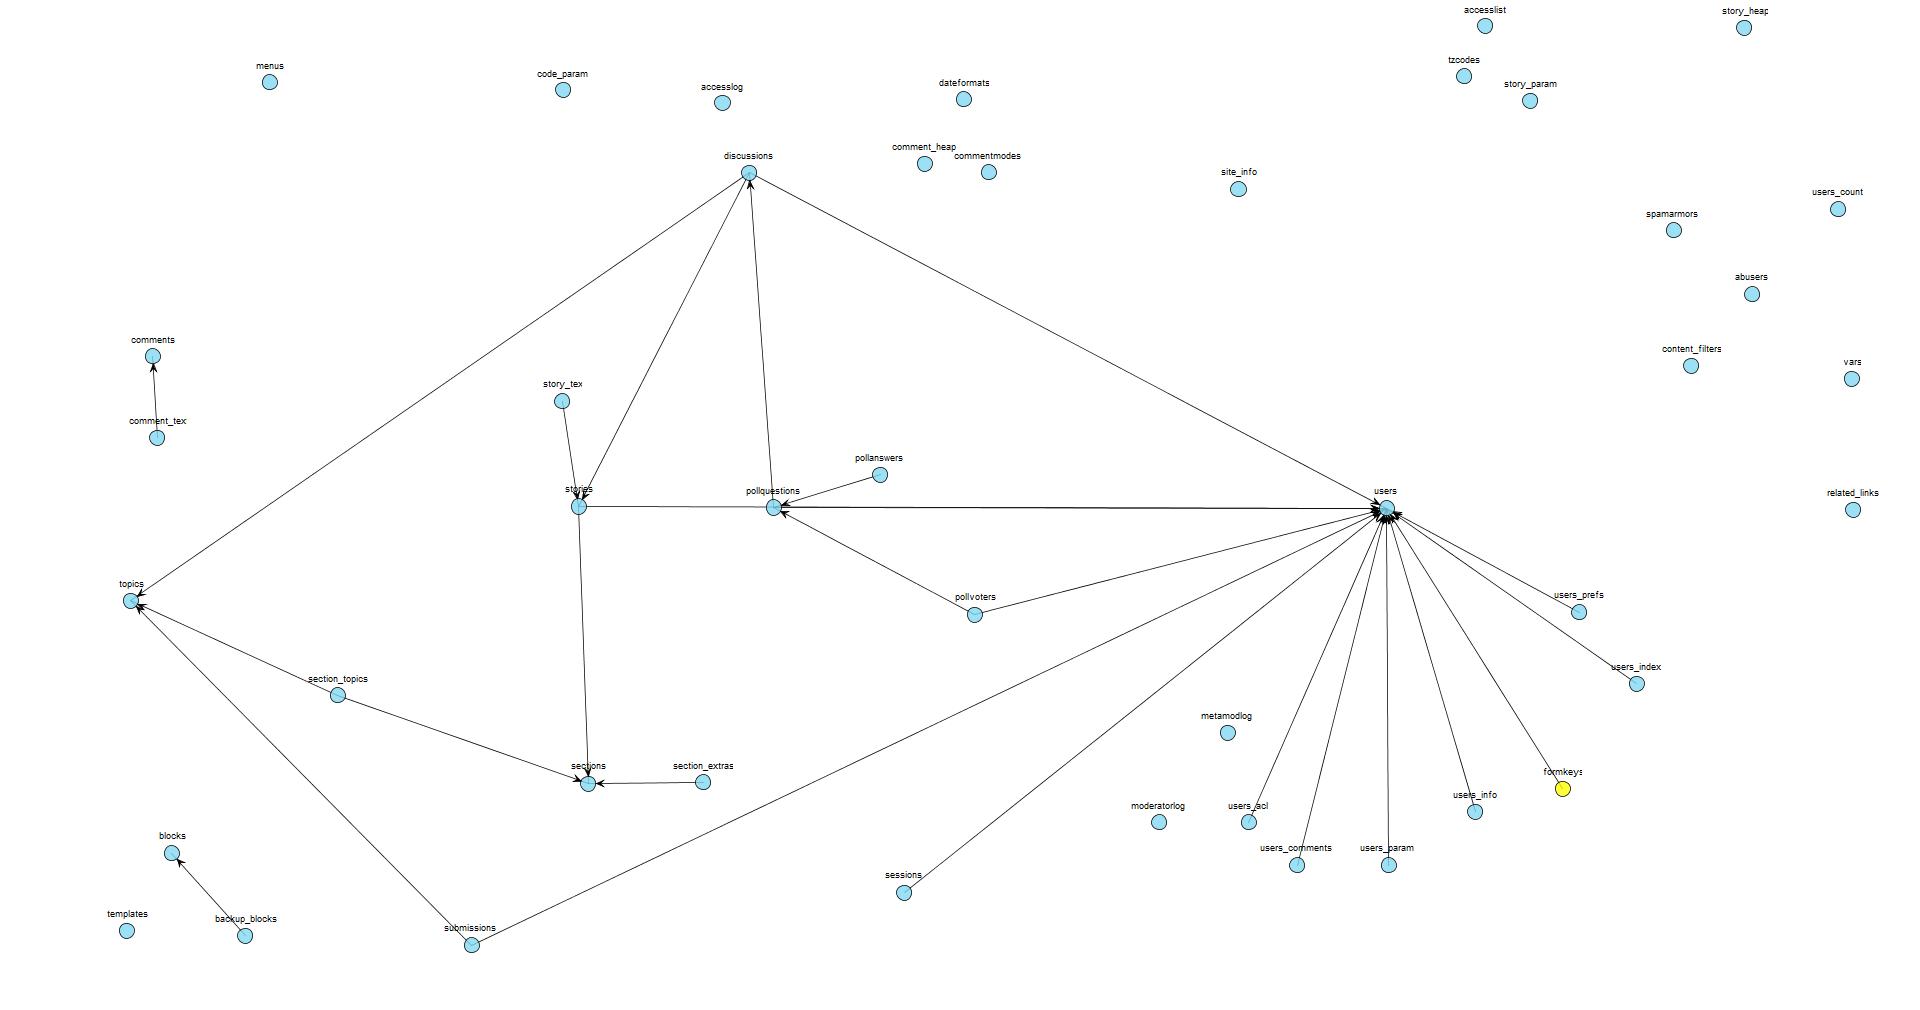 accesslist
story_heap
menus
code_param
accesslog
dateformats
tzcodes
story_param
discussions
comment_heap
commentmodes
site_info
users_count
spamarmors
abusers
comments
content_filters
vars
story_tex
comment_tex
pollanswers
stories
pollquestions
users
related_links
topics
pollvoters
users_prefs
section_topics
users_index
metamodlog
sections
section_extras
formkeys
users_info
moderatorlog
users_acl
blocks
users_comments
users_param
sessions
templates
backup_blocks
submissions